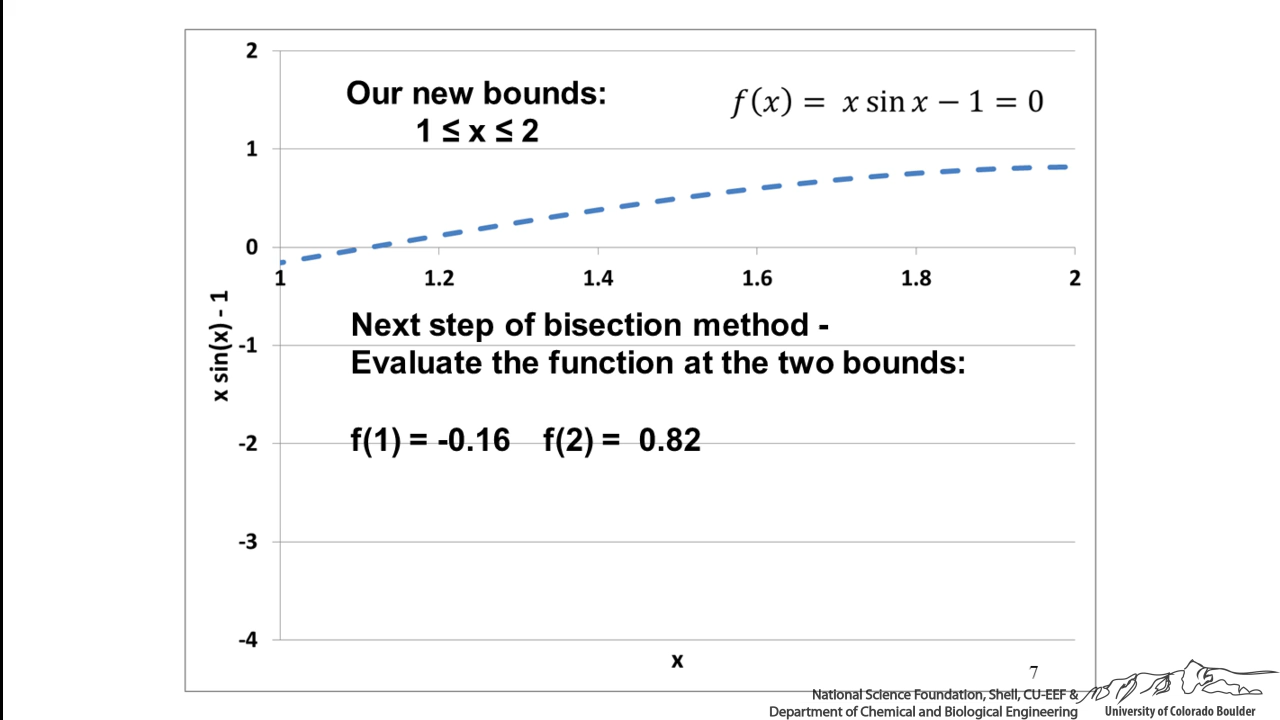 2
Our new bounds:
1 ≤ x ≤ 2
f(x) = x sin x − 1 = 0
1
0
1
1.2
1.4
1.6
1.8
2
x sin(x) - 1
Next step of bisection method -
-1
Evaluate the function at the two bounds:
-2
f(1) = -0.16 f(2) = 0.82
-3
-4
x
7
National Science Foundation, Shell, CU-EEF &
Department of Chemical and Biological Engineering
University of Colorado Boulder